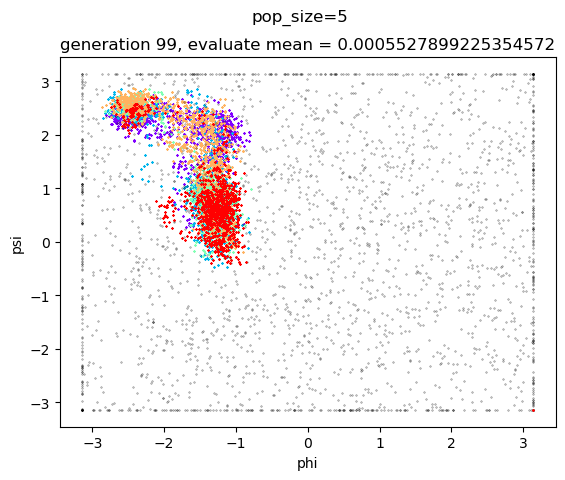 pop_size=5
generation 99, evaluate mean = 0.0005527899225354572
3
2
1
0
−1
−2
−3
psi
−3 −2 −1 0 1 2 3
phi